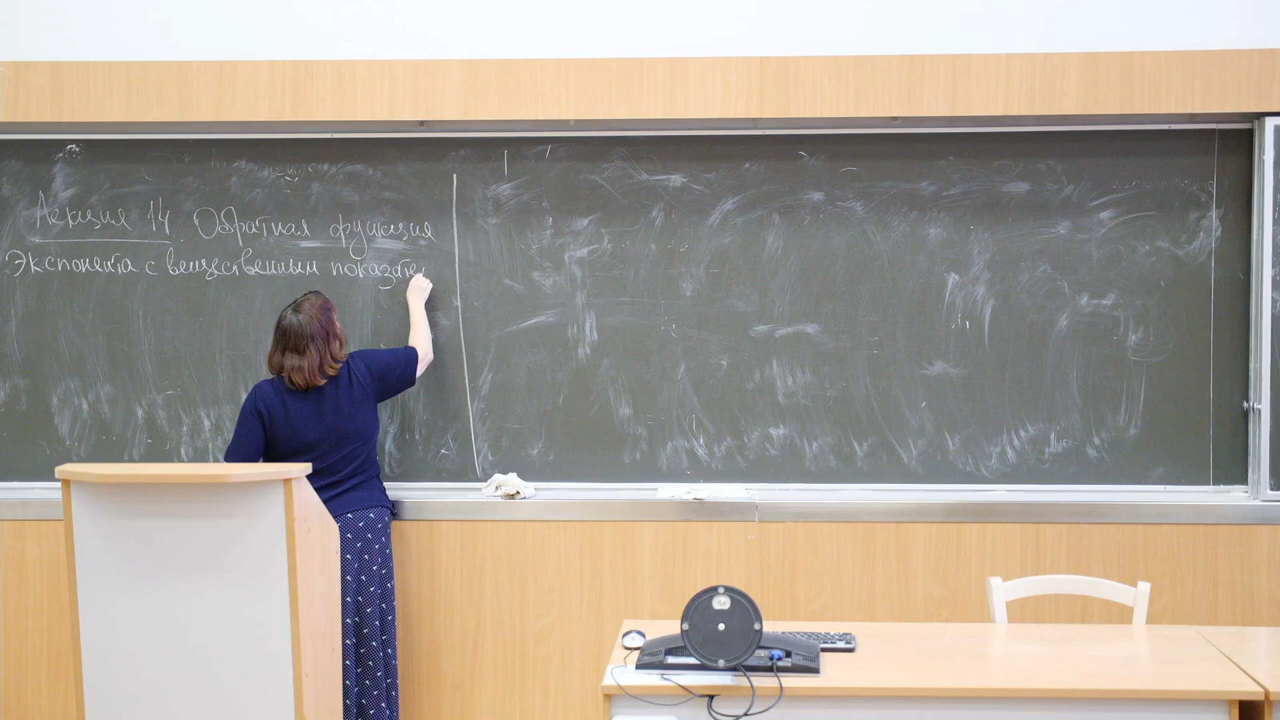 Лекция 14. Обратная функция
Экспонента с вещественным показате